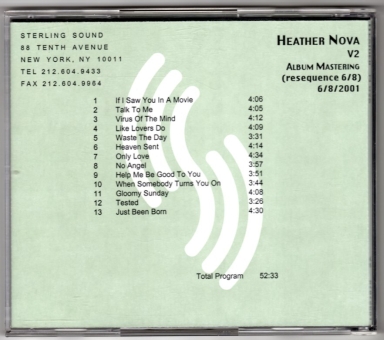 STERLING SOUND
88 TENTH AVENUE
NEW YORK, NY 10011
TEL 212.604.9433
FAX 212.604.9964
HEATHER NOVA
V2
ALBUM MASTERING
(resequence 6/8)
6/8/2001
1 If I Saw You In A Movie 4:06
2 Talk To Me 4:05
3 Virus Of The Mind 4:12
4 Like Lovers Do 4:09
5 Waste The Day 3:31
6 Heaven Sent 4:14
7 Only Love 4:34
8 No Angel 3:57
9 Help Me Be Good To You 3:51
10 When Somebody Turns You On 3:44
11 Gloomy Sunday 4:08
12 Tested 3:26
13 Just Been Born 4:30
Total Program 52:33